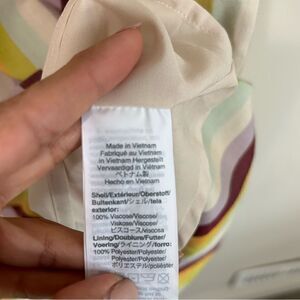 Made in Vietnam
Fabriqué au Vietnam
in Vietnam Hergestellt
Vervaardigd in Viêtnam
ベトナム製
Hecho en Vietnam
Shell/Extérieur/Oberstoff/
Buitenkant/シェル/tela
exterior:
100% Viscose/Viscose/
Viskose/Viscose/
ビスコース/Viscosa
Lining/Doublure/Futter/
Voering/ライニング/forro:
100% Polyester/Polyester/
Polyester/Polyester/
ポリエステル/poliéster